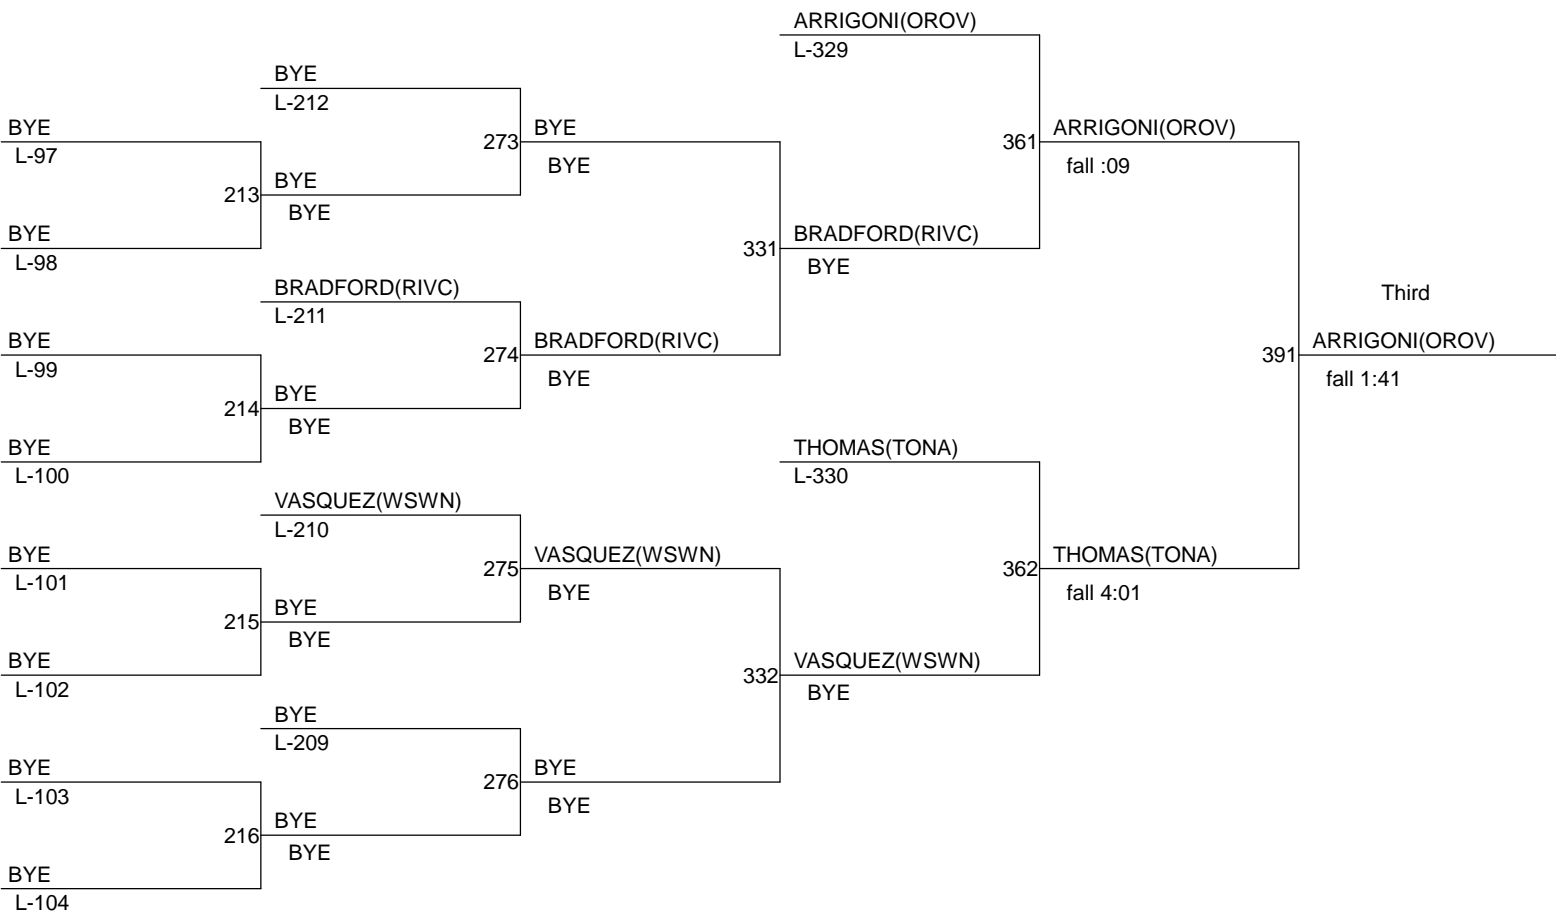 ARRIGONI(OROV)
L-329
BYE
L-212
BYE
L-97
273
BYE
BYE
361
ARRIGONI(OROV)
fall :09
213
BYE
BYE
BYE
L-98
331
BRADFORD(RIVC)
BYE
BRADFORD(RIVC)
L-211
Third
BYE
L-99
274
BRADFORD(RIVC)
BYE
391
ARRIGONI(OROV)
fall 1:41
214
BYE
BYE
BYE
L-100
THOMAS(TONA)
L-330
VASQUEZ(WSWN)
L-210
BYE
L-101
275
VASQUEZ(WSWN)
BYE
362
THOMAS(TONA)
fall 4:01
215
BYE
BYE
BYE
L-102
332
VASQUEZ(WSWN)
BYE
BYE
L-209
BYE
L-103
276
BYE
BYE
216
BYE
BYE
BYE
L-104